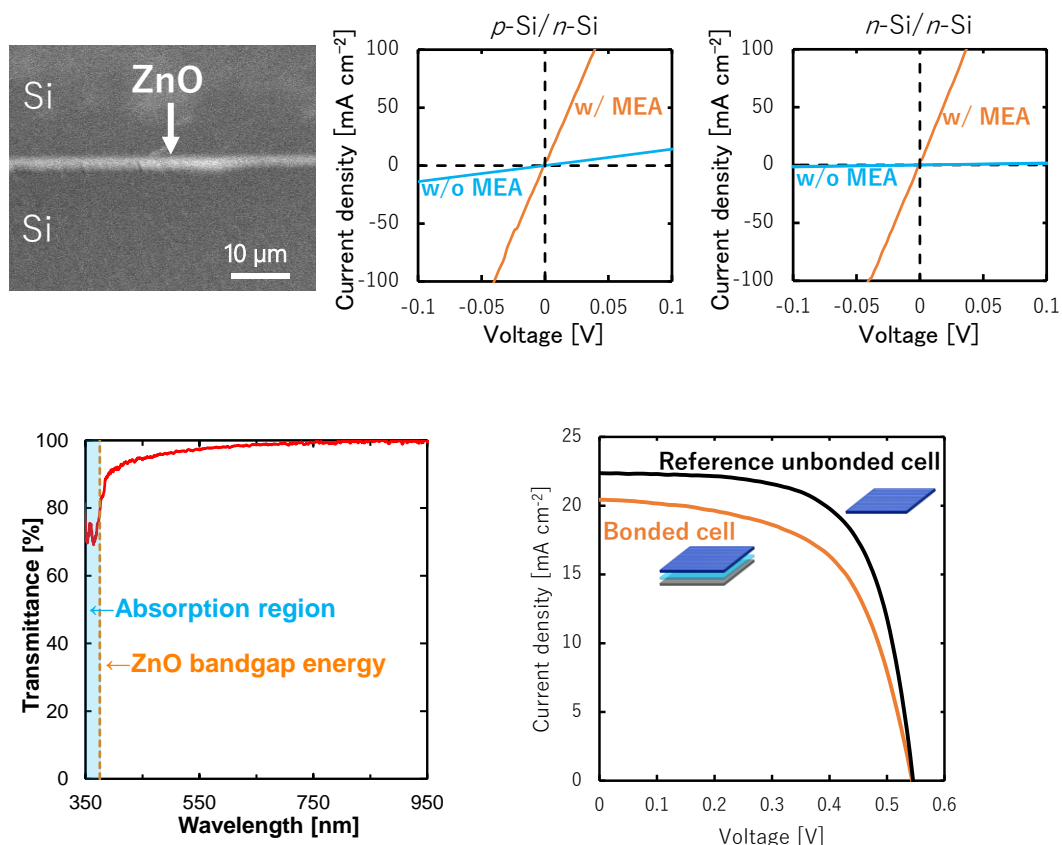 Si
ZnO
Si
10 μm
p-Si/n-Si
Current density [mA cm⁻²]
100
50
0
-50
-100
w/ MEA
w/o MEA
-0.1
-0.05
0
0.05
0.1
Voltage [V]
n-Si/n-Si
Current density [mA cm⁻²]
100
50
0
-50
-100
w/ MEA
w/o MEA
-0.1
-0.05
0
0.05
0.1
Voltage [V]
Transmittance [%]
100
80
60
40
20
0
←Absorption region
←ZnO bandgap energy
350
550
750
950
Wavelength [nm]
Current density [mA cm⁻²]
25
20
15
10
5
0
Reference unbonded cell
Bonded cell
0
0.1
0.2
0.3
0.4
0.5
0.6
Voltage [V]